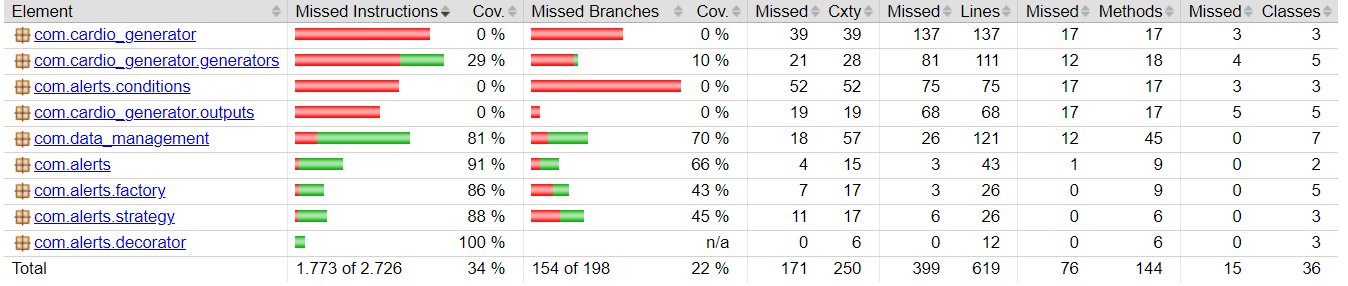 Element Missed Instructions Cov. Missed Branches Cov. Missed Cxty Missed Lines Missed Methods Missed Classes
com.cardio_generator 0 % 0 % 39 39 137 137 17 17 3 3
com.cardio_generator.generators 29 % 10 % 21 28 81 111 12 18 4 5
com.alerts.conditions 0 % 0 % 52 52 75 75 17 17 3 3
com.cardio_generator.outputs 0 % 0 % 19 19 68 68 17 17 5 5
com.data_management 81 % 70 % 18 57 26 121 12 45 0 7
com.alerts 91 % 66 % 4 15 3 43 1 9 0 2
com.alerts.factory 86 % 43 % 7 17 3 26 0 9 0 5
com.alerts.strategy 88 % 45 % 11 17 6 26 0 6 0 3
com.alerts.decorator 100 % n/a 0 6 0 12 0 6 0 3
Total 1.773 of 2.726 34 % 154 of 198 22 % 171 250 399 619 76 144 15 36